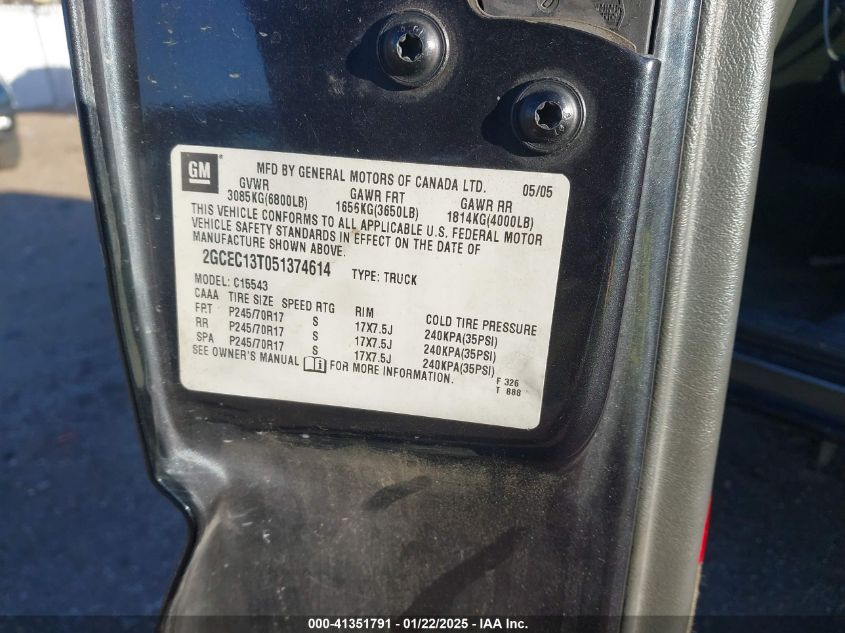 GM
MFD BY GENERAL MOTORS OF CANADA LTD. 05/05
GVWR GAWR FRT GAWR RR
3085KG(6800LB) 1656KG(3650LB) 1814KG(4000LB)
THIS VEHICLE CONFORMS TO ALL APPLICABLE U.S. FEDERAL MOTOR
VEHICLE SAFETY STANDARDS IN EFFECT ON THE DATE OF
MANUFACTURE SHOWN ABOVE.
2GCEC13T051374614 TYPE: TRUCK
MODEL: C15543
CAAA TIRE SIZE SPEED RTG RIM COLD TIRE PRESSURE
FRT P245/70R17 S 17X7.5J 240KPA(35PSI)
RR P245/70R17 S 17X7.5J 240KPA(35PSI)
SPA P245/70R17 S 17X7.5J 240KPA(35PSI)
SEE OWNER'S MANUAL FOR MORE INFORMATION.
F 326
T 888
000-41351791 - 01/22/2025 - IAA Inc.